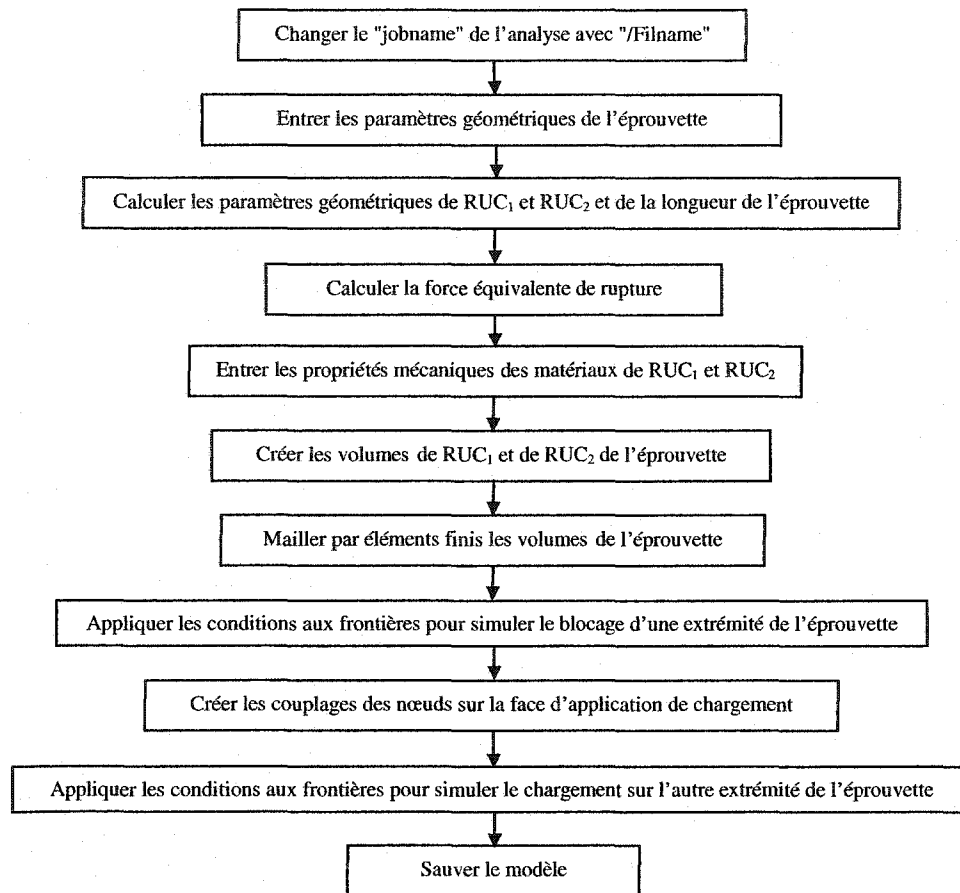 Changer le "jobname" de l'analyse avec "/Filname"
Entrer les paramètres géométriques de l'éprouvette
Calculer les paramètres géométriques de RUC₁ et RUC₂ et de la longueur de l'éprouvette
Calculer la force équivalente de rupture
Entrer les propriétés mécaniques des matériaux de RUC₁ et RUC₂
Créer les volumes de RUC₁ et de RUC₂ de l'éprouvette
Mailler par éléments finis les volumes de l'éprouvette
Appliquer les conditions aux frontières pour simuler le blocage d'une extrémité de l'éprouvette
Créer les couplages des nœuds sur la face d'application de chargement
Appliquer les conditions aux frontières pour simuler le chargement sur l'autre extrémité de l'éprouvette
Sauver le modèle